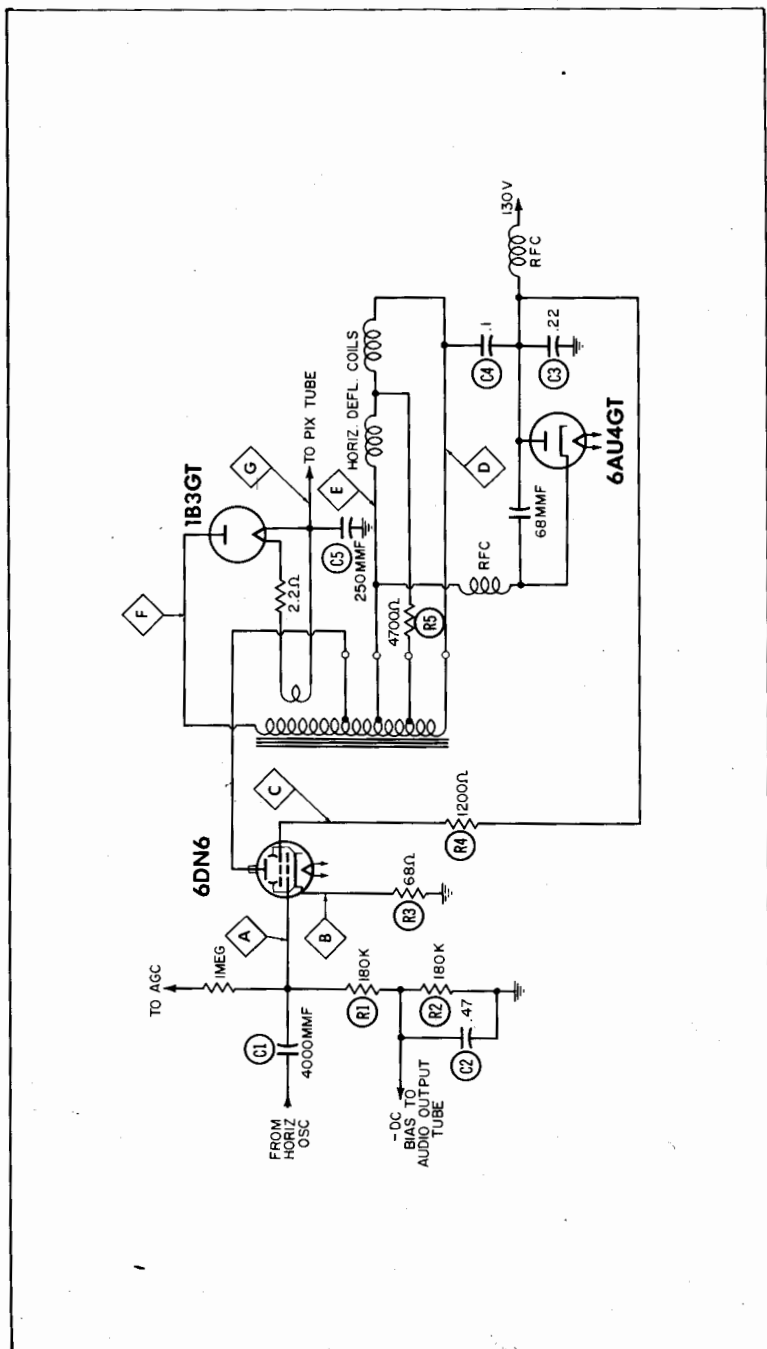 1B3GT
6DN6
F
G
TO PIX TUBE
2.2Ω
C5
250MMF
E
HORIZ. DEFL. COILS
4700Ω
R5
D
RFC
130V
RFC
C4
.1
C3
.22
68MMF
6AU4GT
TO AGC
1MEG
A
B
C
C1
4000MMF
FROM
HORIZ
OSC
R1
180K
R2
180K
C2
.47
-DC
BIAS TO
AUDIO OUTPUT
TUBE
R3
68Ω
R4
1200Ω